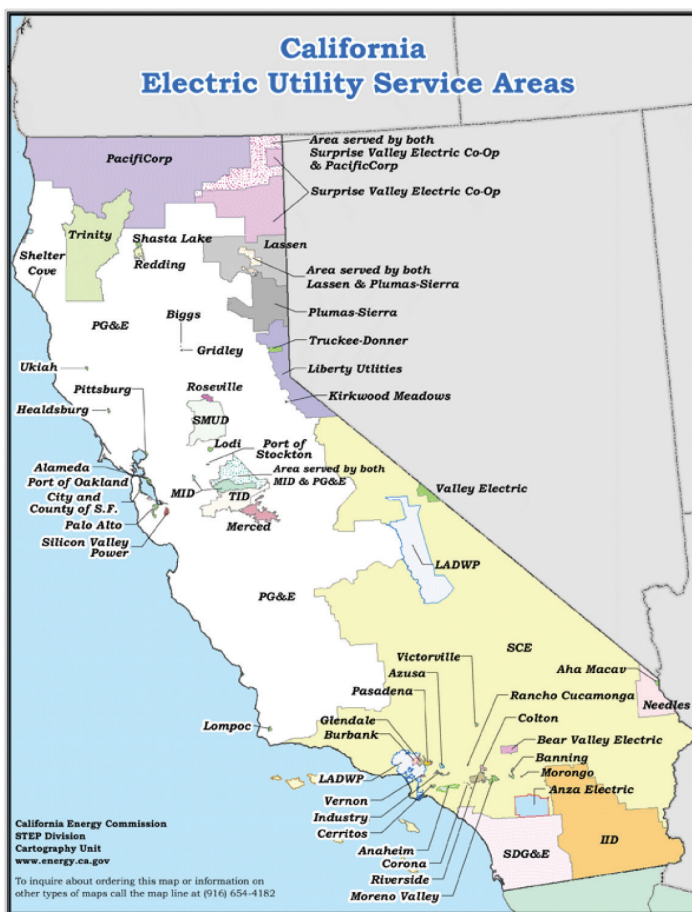 California
Electric Utility Service Areas
Area served by both
Surprise Valley Electric Co-Op
& PacificCorp
PacifiCorp
Surprise Valley Electric Co-Op
Trinity
Shasta Lake
Redding
Lassen
Shelter
Cove
Area served by both
Lassen & Plumas-Sierra
Plumas-Sierra
PG&E
Biggs
Gridley
Truckee-Donner
Liberty Utlities
Ukiah
Pittsburg
Roseville
Kirkwood Meadows
Healdsburg
SMUD
Lodi
Port of
Stockton
Alameda
Port of Oakland
City and
County of S.F.
Palo Alto
Silicon Valley
Power
Area served by both
MID & PG&E
MID
TID
Merced
Valley Electric
LADWP
PG&E
SCE
Victorville
Azusa
Pasadena
Aha Macav
Rancho Cucamonga
Needles
Lompoc
Glendale
Burbank
Colton
Bear Valley Electric
Banning
Morongo
Anza Electric
LADWP
Vernon
Industry
Cerritos
Anaheim
Corona
Riverside
Moreno Valley
SDG&E
IID
California Energy Commission
STEP Division
Cartography Unit
www.energy.ca.gov
To inquire about ordering this map or information on
other types of maps call the map line at (916) 654-4182